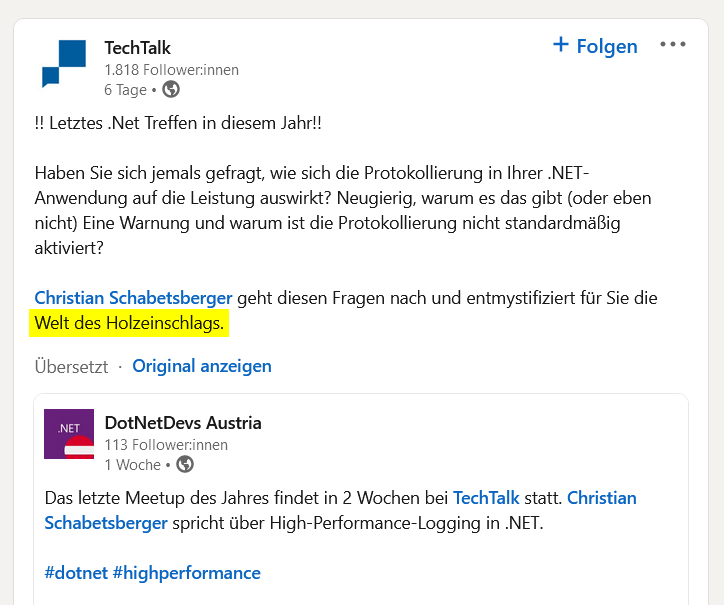 TechTalk
+ Folgen
1.818 Follower:innen
6 Tage •
!! Letztes .Net Treffen in diesem Jahr!!
Haben Sie sich jemals gefragt, wie sich die Protokollierung in Ihrer .NET-
Anwendung auf die Leistung auswirkt? Neugierig, warum es das gibt (oder eben
nicht) Eine Warnung und warum ist die Protokollierung nicht standardmäßig
aktiviert?
Christian Schabetsberger geht diesen Fragen nach und entmystifiziert für Sie die
Welt des Holzeinschlags.
Übersetzt · Original anzeigen
.NET
DotNetDevs Austria
113 Follower:innen
1 Woche •
Das letzte Meetup des Jahres findet in 2 Wochen bei TechTalk statt. Christian
Schabetsberger spricht über High-Performance-Logging in .NET.
#dotnet #highperformance